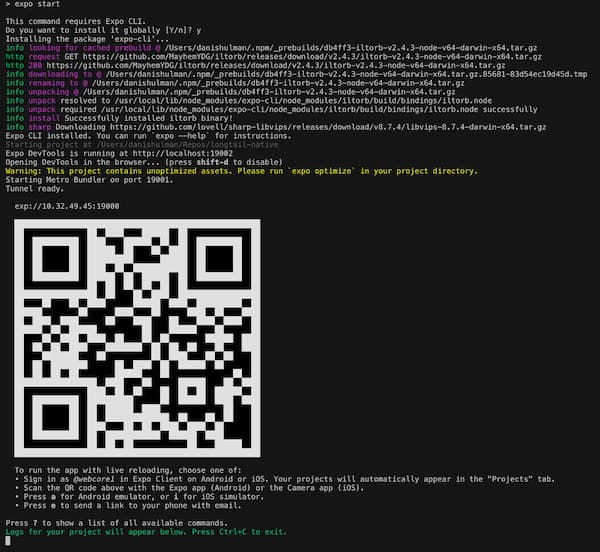 > expo start
This command requires Expo CLI.
Do you want to install it globally [Y/n]? y
Installing the package 'expo-cli'...
info looking for cached prebuild @ /Users/danishulman/.npm/_prebuilds/db4ff3-iltorb-v2.4.3-node-v64-darwin-x64.tar.gz
http request GET https://github.com/MayhemYDG/iltorb/releases/download/v2.4.3/iltorb-v2.4.3-node-v64-darwin-x64.tar.gz
http 200 https://github.com/MayhemYDG/iltorb/releases/download/v2.4.3/iltorb-v2.4.3-node-v64-darwin-x64.tar.gz
info downloading to @ /Users/danishulman/.npm/_prebuilds/db4ff3-iltorb-v2.4.3-node-v64-darwin-x64.tar.gz.85681-83d54ec19d45d.tmp
info renaming to @ /Users/danishulman/.npm/_prebuilds/db4ff3-iltorb-v2.4.3-node-v64-darwin-x64.tar.gz
info unpacking @ /Users/danishulman/.npm/_prebuilds/db4ff3-iltorb-v2.4.3-node-v64-darwin-x64.tar.gz
info unpack resolved to /usr/local/lib/node_modules/expo-cli/node_modules/iltorb/build/bindings/iltorb.node
info unpack required /usr/local/lib/node_modules/expo-cli/node_modules/iltorb/build/bindings/iltorb.node successfully
info install Successfully installed iltorb binary!
info sharp Downloading https://github.com/lovell/sharp-libvips/releases/download/v8.7.4/libvips-8.7.4-darwin-x64.tar.gz
Expo CLI installed. You can run `expo --help` for instructions.
Starting project at /Users/danishulman/Repos/longtail-native
Expo DevTools is running at http://localhost:19002
Opening DevTools in the browser... (press shift-d to disable)
Warning: This project contains unoptimized assets. Please run `expo optimize` in your project directory.
Starting Metro Bundler on port 19001.
Tunnel ready.
exp://10.32.49.45:19000
To run the app with live reloading, choose one of:
• Sign in as @webcore1 in Expo Client on Android or iOS. Your projects will automatically appear in the "Projects" tab.
• Scan the QR code above with the Expo app (Android) or the Camera app (iOS).
• Press a for Android emulator, or i for iOS simulator.
• Press e to send a link to your phone with email.
Press ? to show a list of all available commands.
Logs for your project will appear below. Press Ctrl+C to exit.